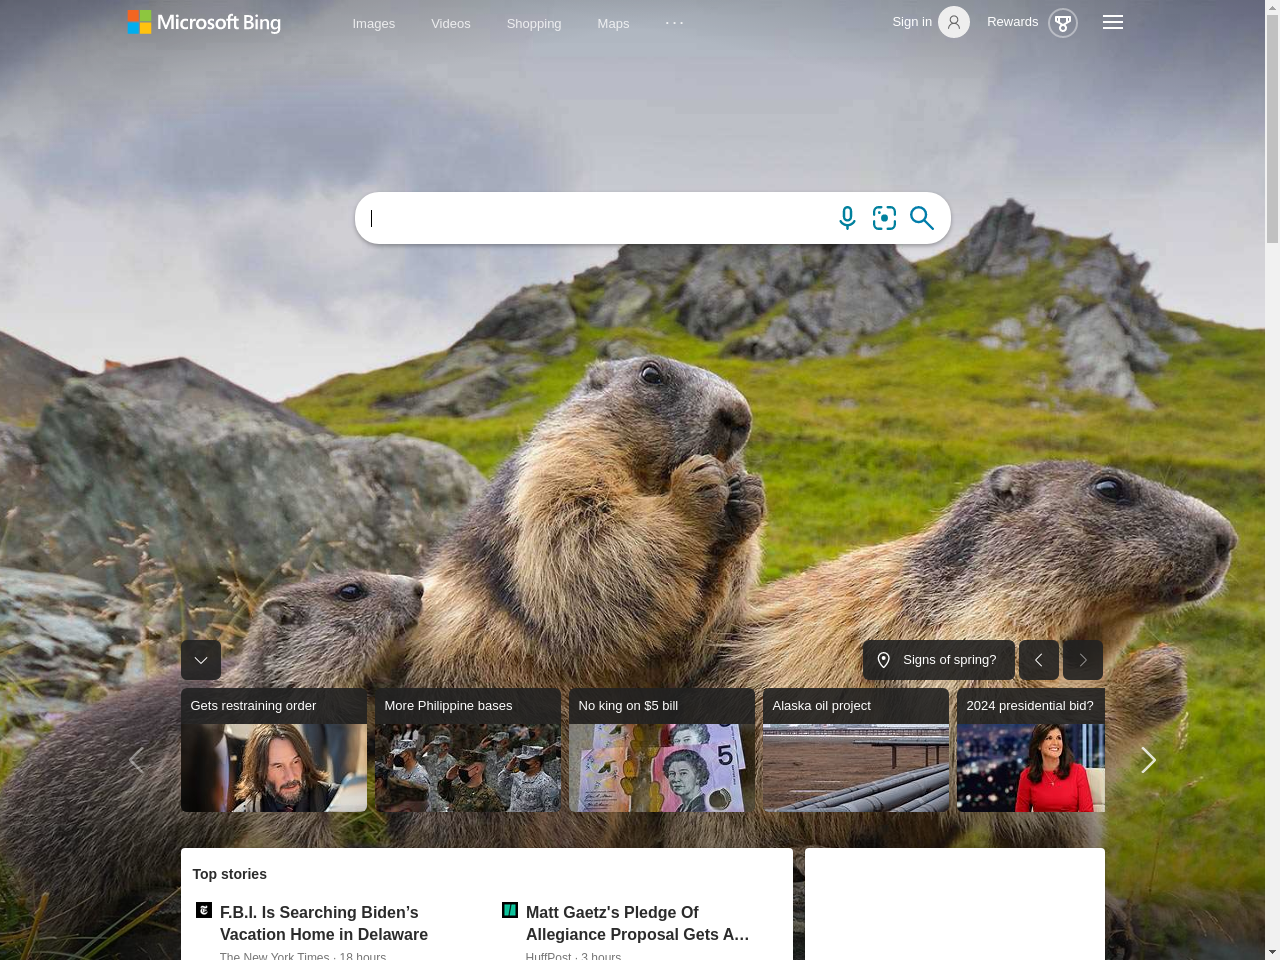 Microsoft Bing
Images Videos Shopping Maps ...
Sign in Rewards
Signs of spring?
Gets restraining order
More Philippine bases
No king on $5 bill
5
Alaska oil project
2024 presidential bid?
Top stories
F.B.I. Is Searching Biden’s
Vacation Home in Delaware
The New York Times · 18 hours
Matt Gaetz's Pledge Of
Allegiance Proposal Gets A…
HuffPost · 3 hours